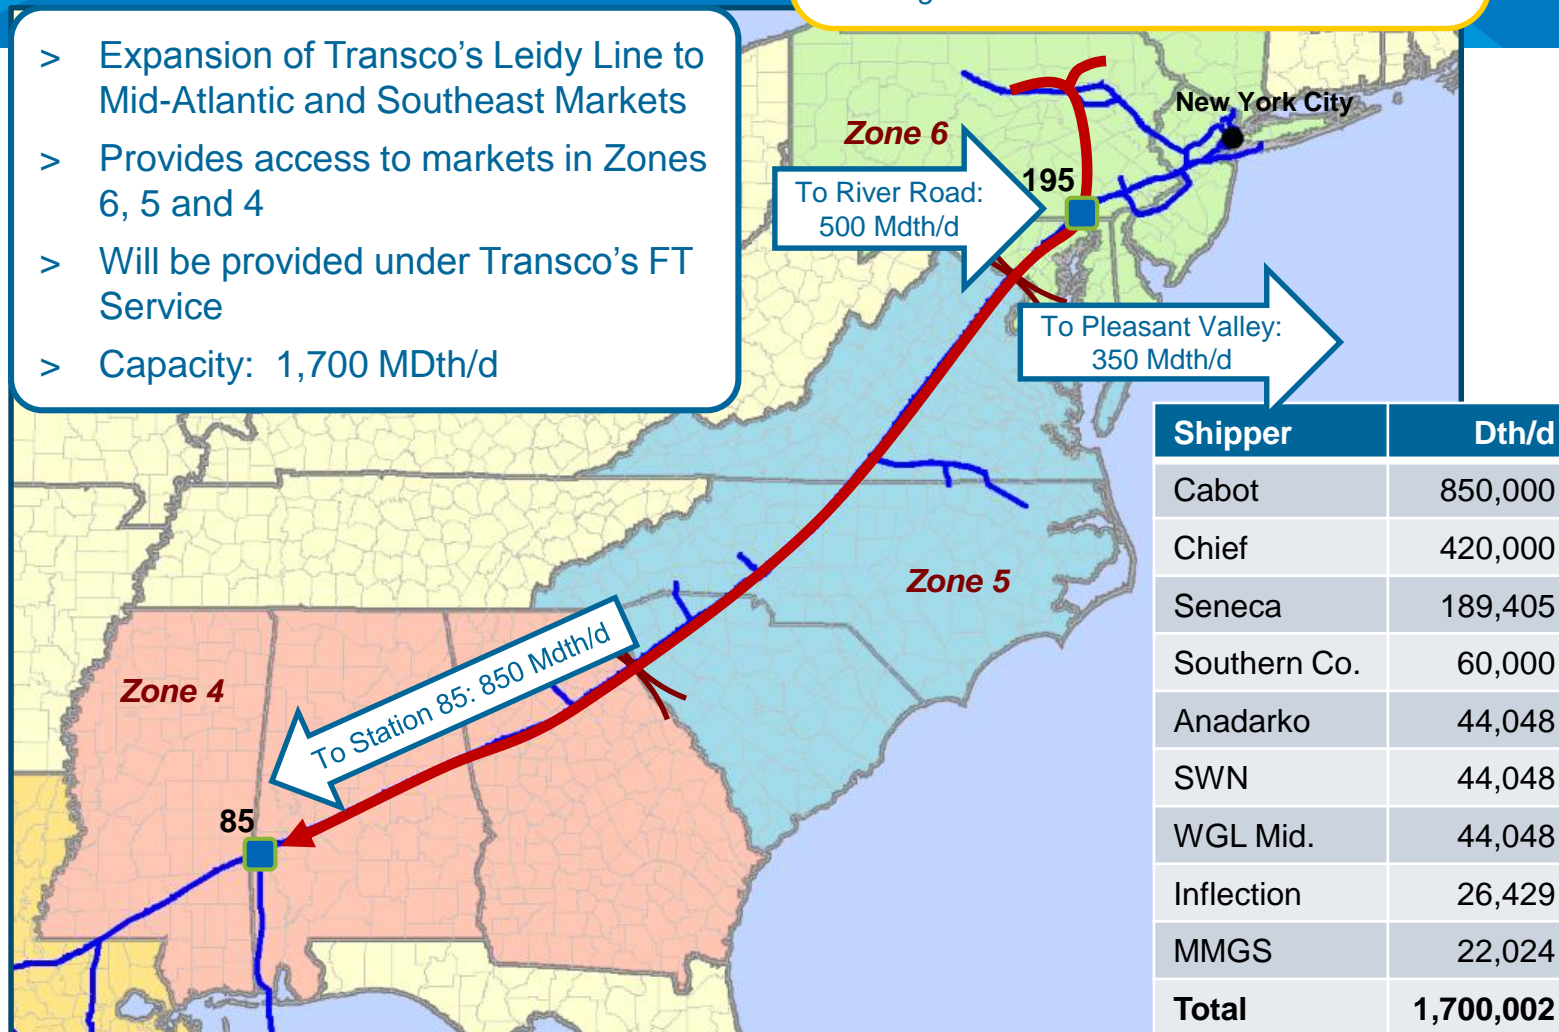 > Expansion of Transco's Leidy Line to
Mid-Atlantic and Southeast Markets
> Provides access to markets in Zones
6, 5 and 4
> Will be provided under Transco's FT
Service
> Capacity: 1,700 MDth/d
New York City
Zone 6
195
To River Road:
500 Mdth/d
To Pleasant Valley:
350 Mdth/d
Zone 5
Zone 4
To Station 85: 850 Mdth/d
85
Shipper Dth/d
Cabot 850,000
Chief 420,000
Seneca 189,405
Southern Co. 60,000
Anadarko 44,048
SWN 44,048
WGL Mid. 44,048
Inflection 26,429
MMGS 22,024
Total 1,700,002